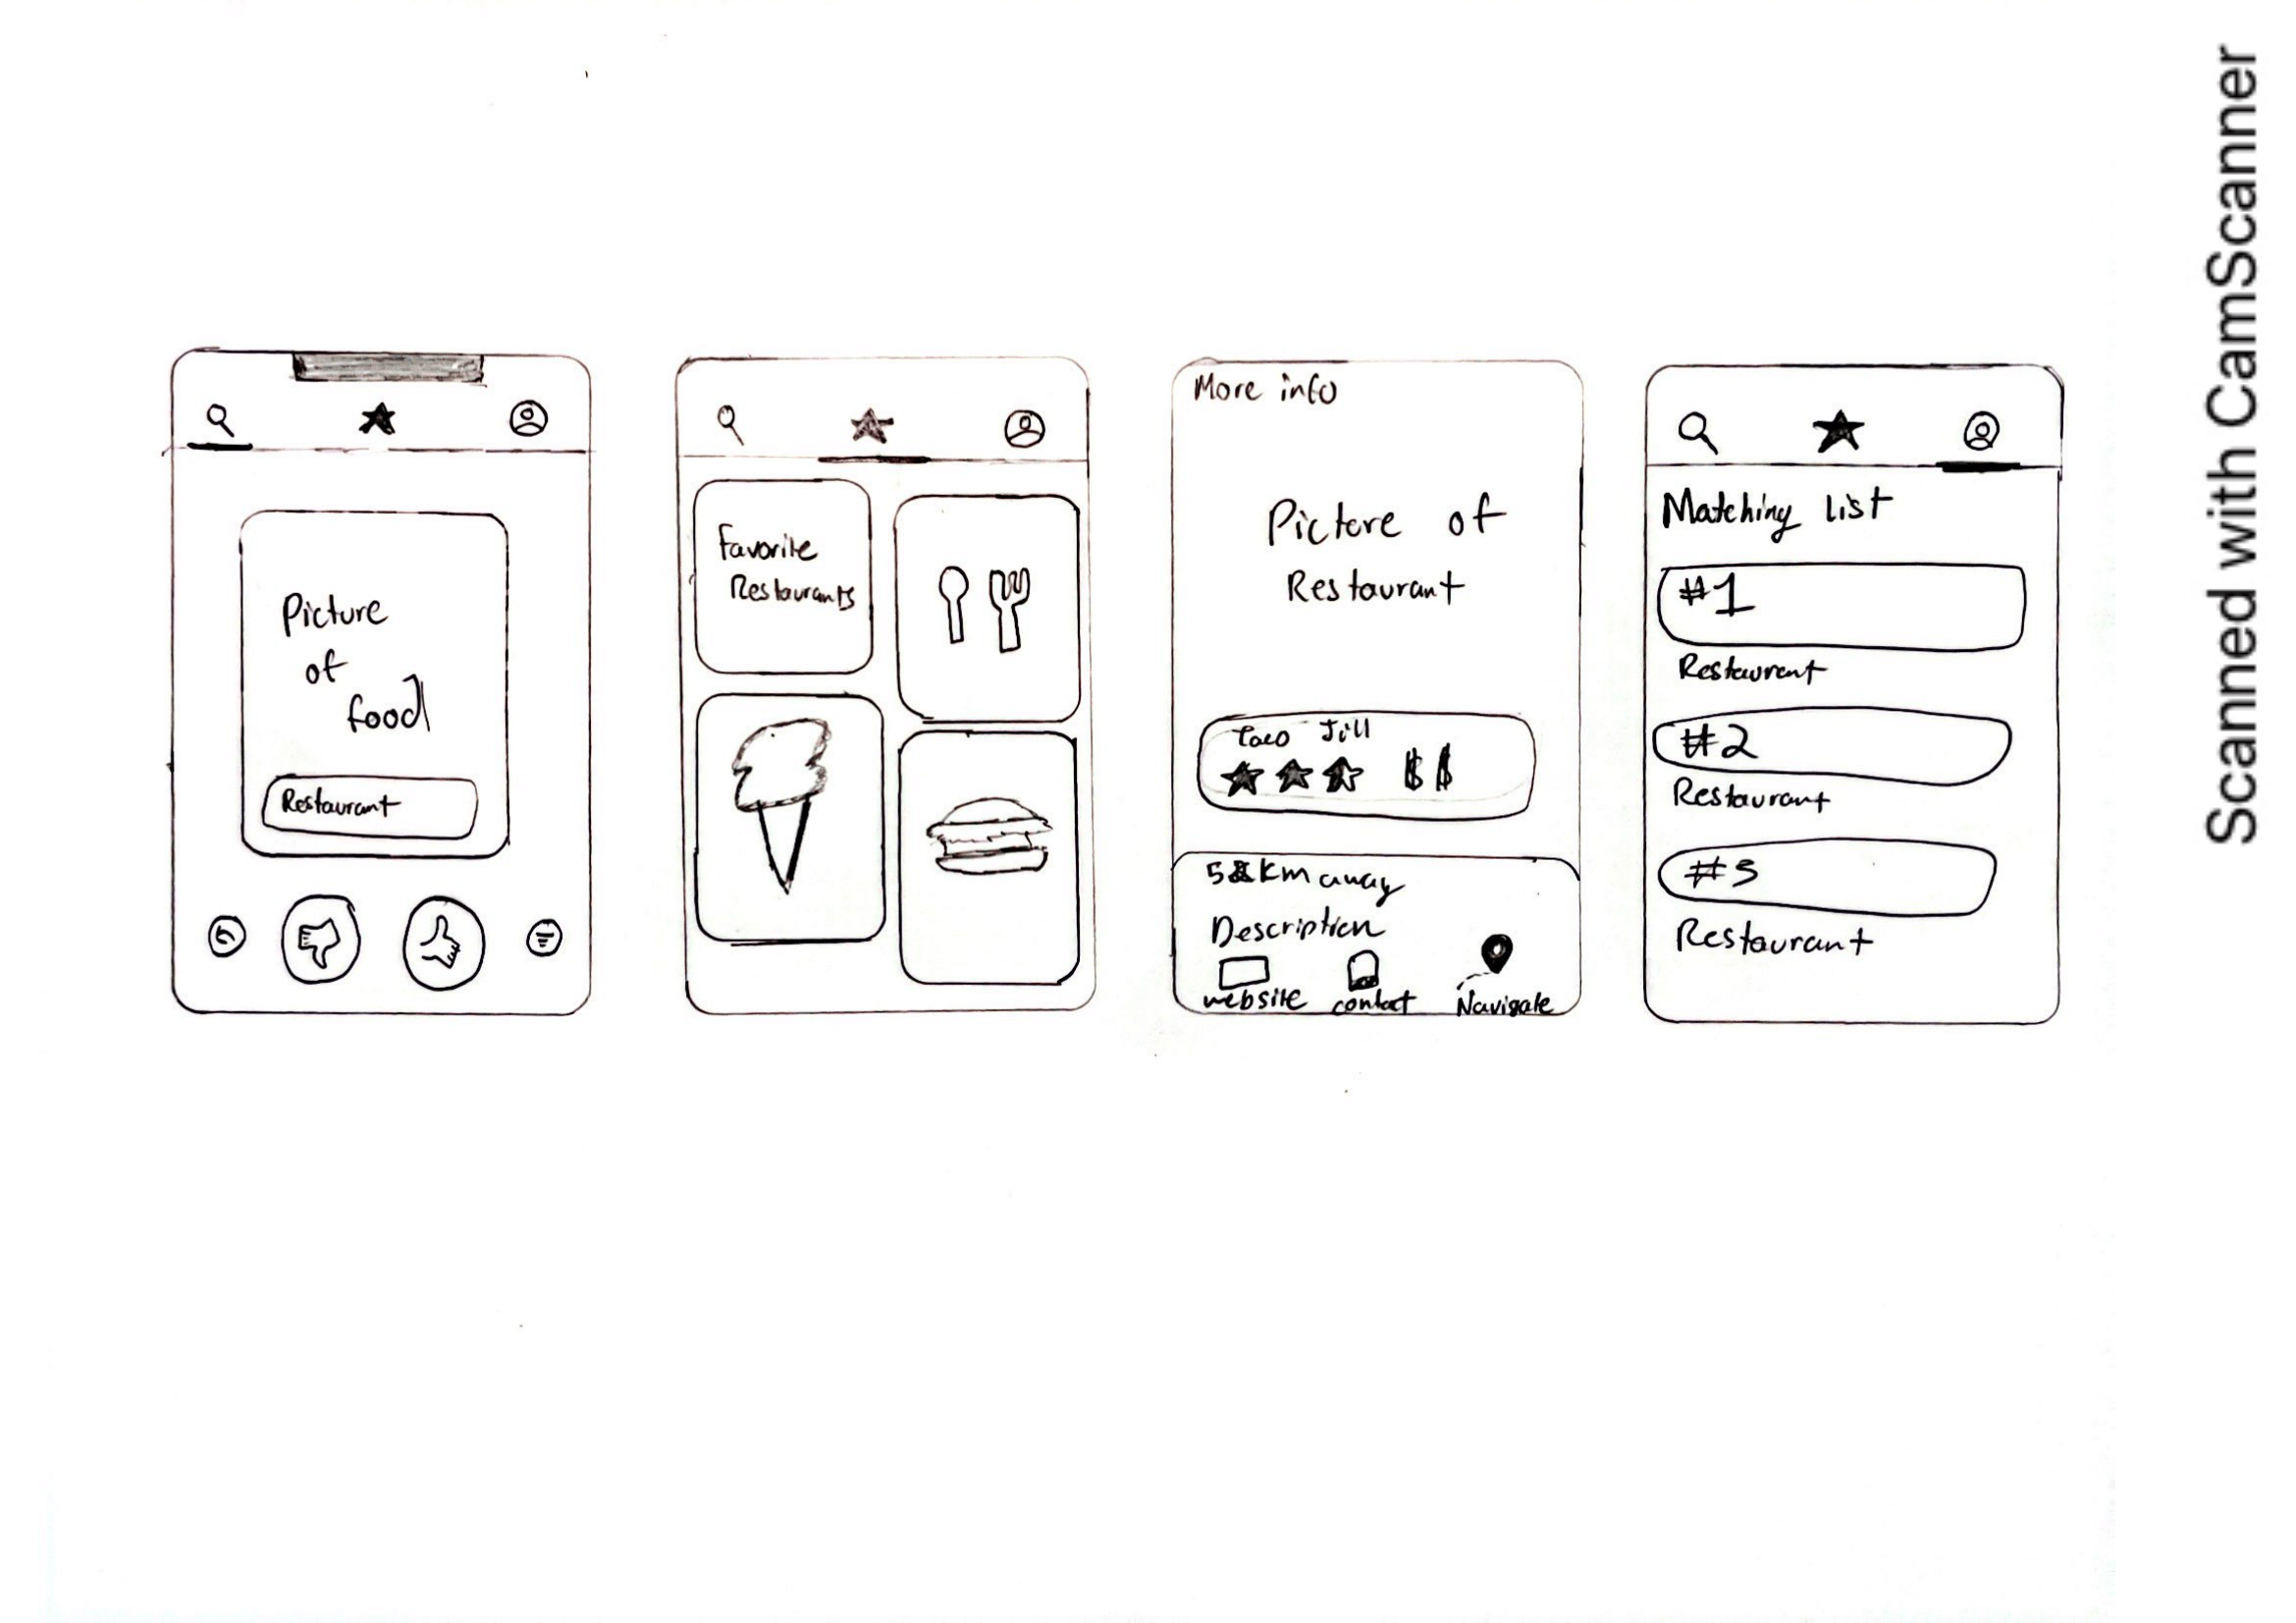 Picture
of
food
Restaurant
Favorite
Restaurants
More info
Picture of
Restaurant
Taco Jill
$$
5 Km away
Description
website contact Navigate
Matching list
#1
Restaurant
#2
Restaurant
#3
Restaurant
Scanned with CamScanner